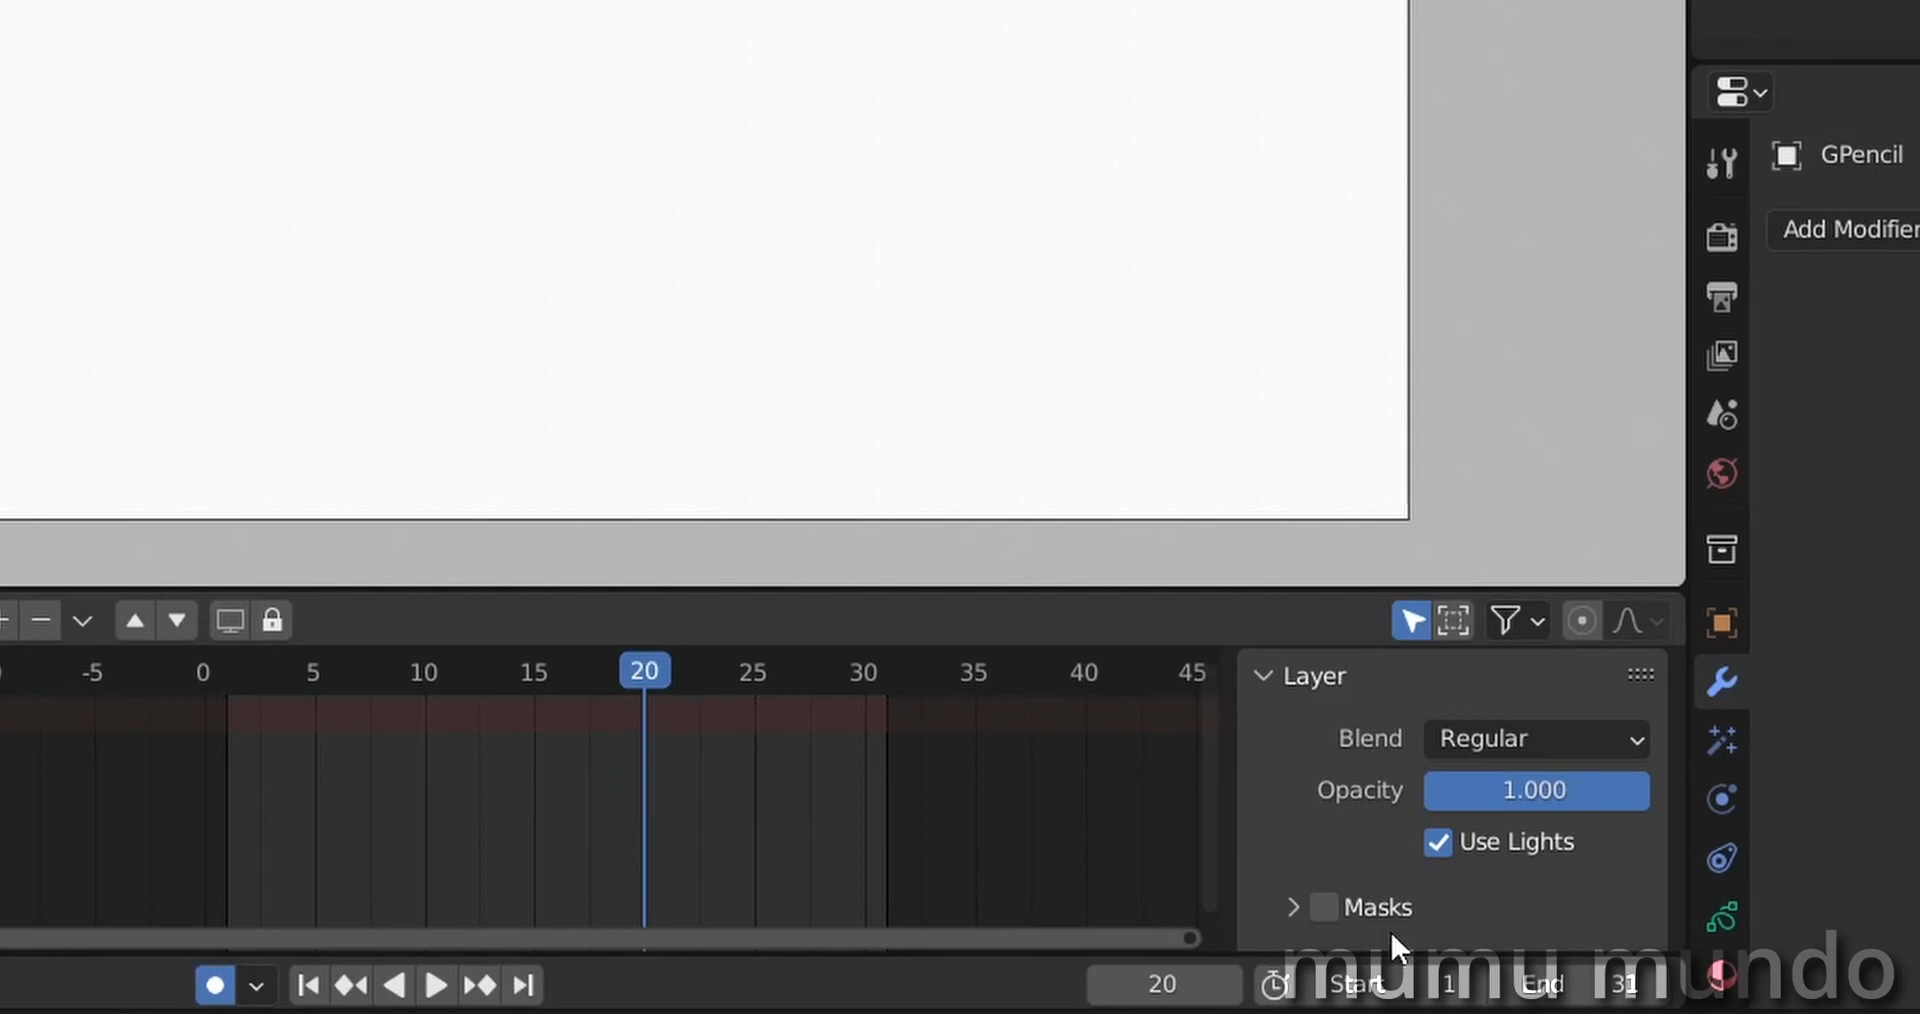 GPencil
Add Modifier
-5 0 5 10 15 20 25 30 35 40 45
Layer
Blend Regular
Opacity 1.000
Use Lights
Masks
20 Start 1 End 31
mumu mundo